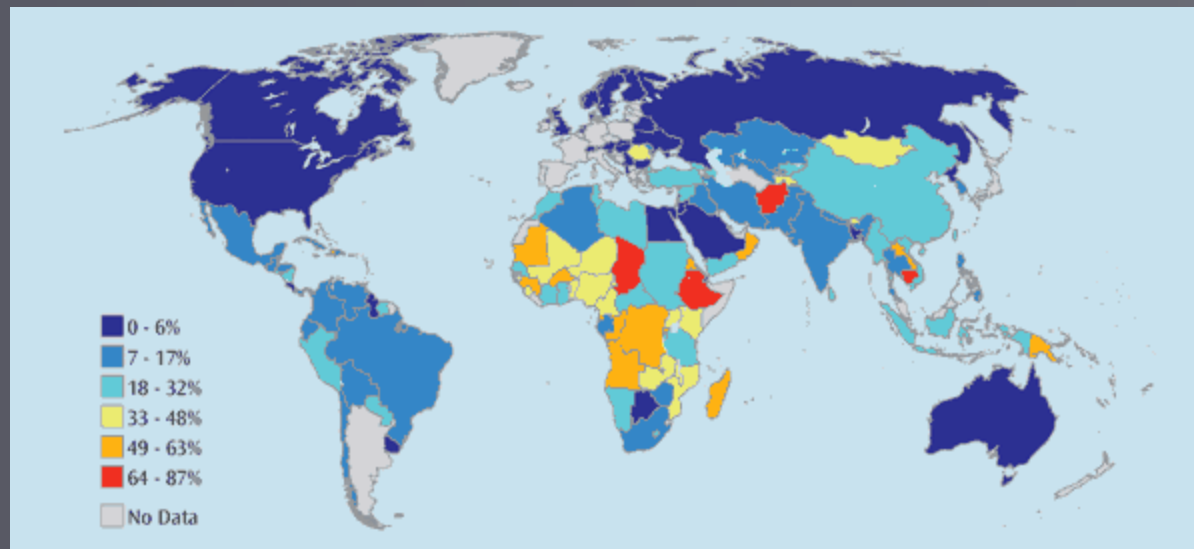 0 - 6%
7 - 17%
18 - 32%
33 - 48%
49 - 63%
64 - 87%
No Data